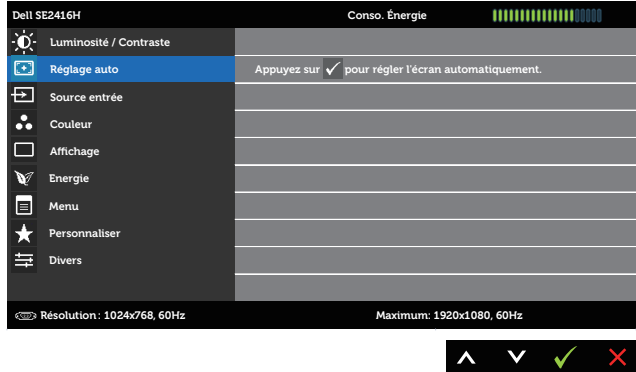 Dell SE2416H Conso. Énergie
Luminosité / Contraste
Réglage auto Appuyez sur pour régler l'écran automatiquement.
Source entrée
Couleur
Affichage
Energie
Menu
Personnaliser
Divers
Résolution : 1024x768, 60Hz Maximum: 1920x1080, 60Hz